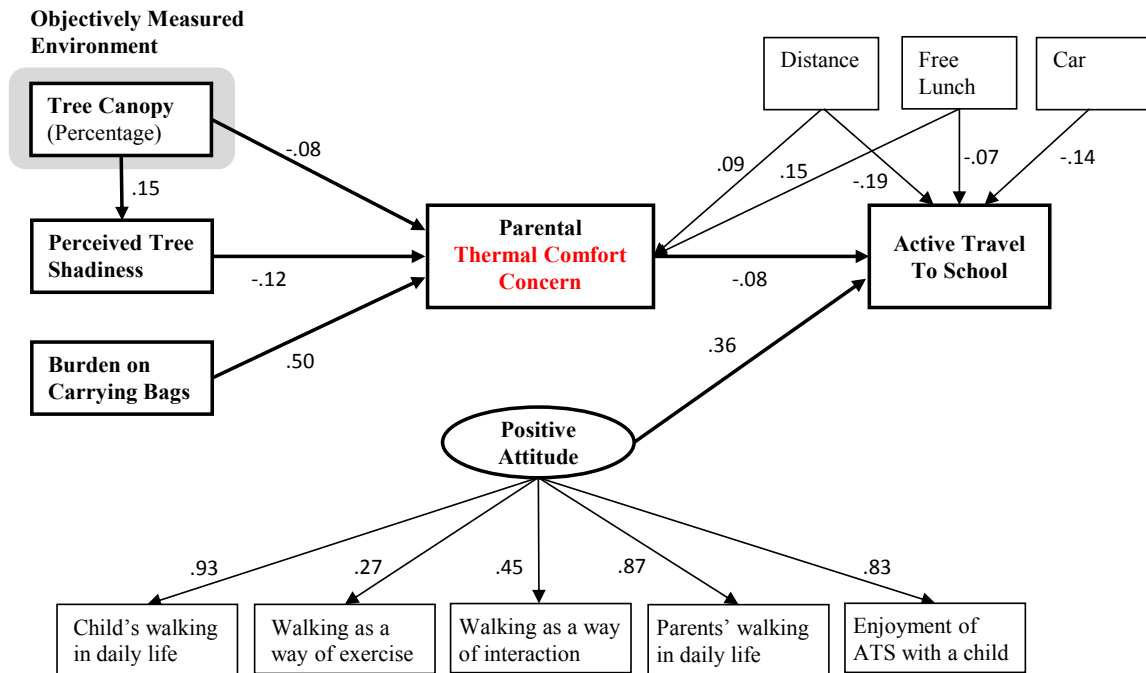 Objectively Measured
Environment
Tree Canopy
(Percentage)
Distance
Free
Lunch
Car
-.08
.15
.09
.15
-.19
-.07
-.14
Perceived Tree
Shadiness
-.12
Parental
Thermal Comfort
Concern
-.08
Active Travel
To School
Burden on
Carrying Bags
.50
.36
Positive
Attitude
.93
.27
.45
.87
.83
Child’s walking
in daily life
Walking as a
way of exercise
Walking as a way
of interaction
Parents’ walking
in daily life
Enjoyment of
ATS with a child